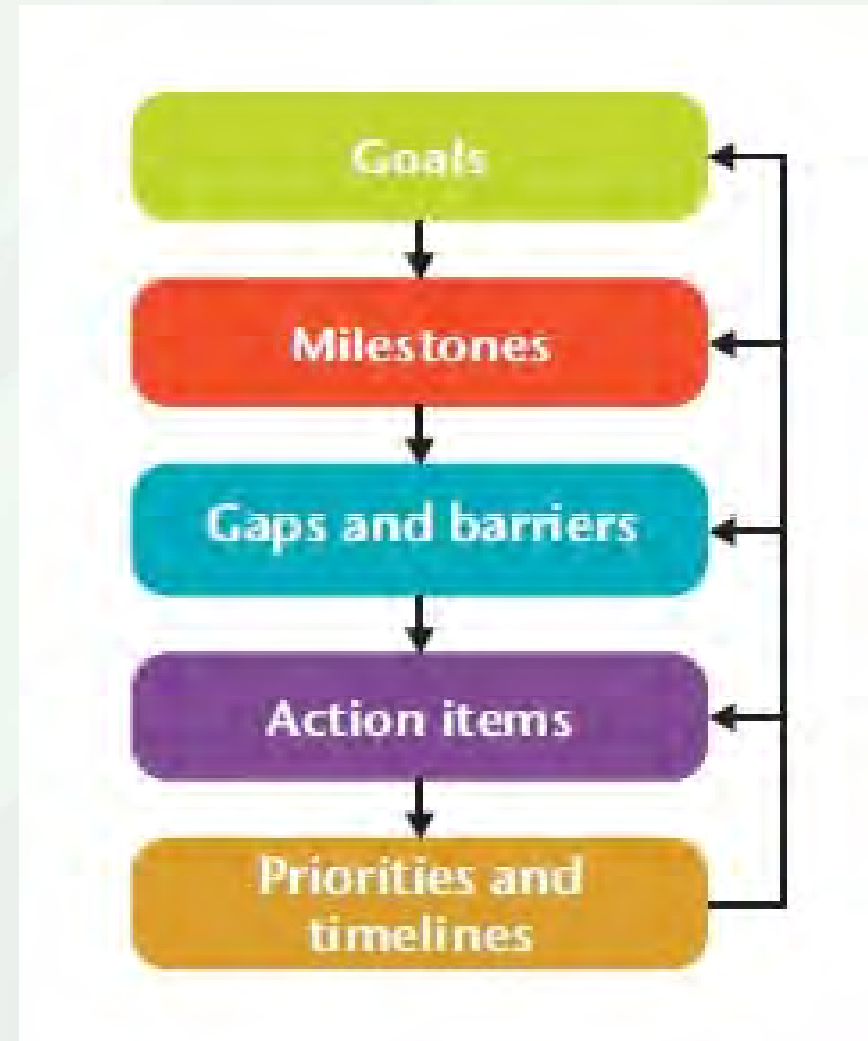 Goals
Milestones
Gaps and barriers
Action items
Priorities and
timelines